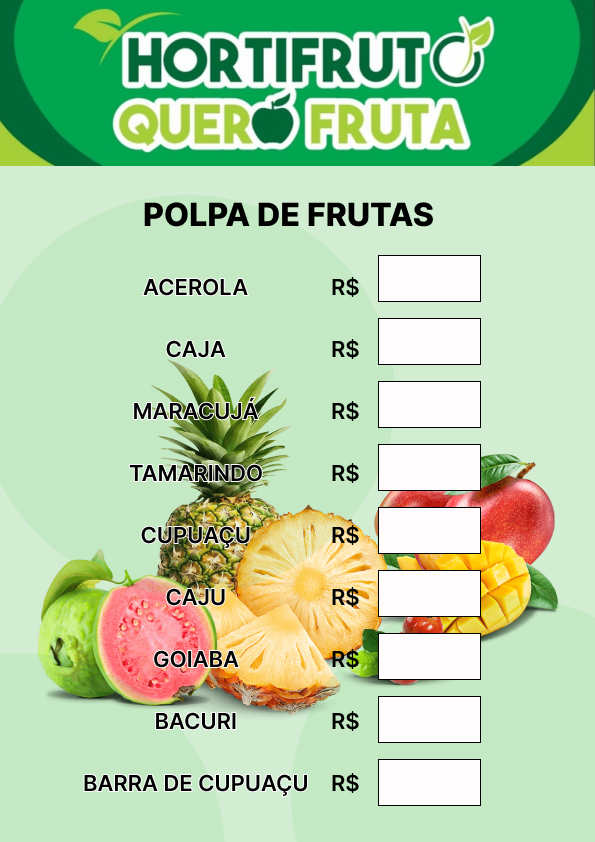 HORTIFRUTO
QUERO FRUTA
POLPA DE FRUTAS
ACEROLA R$
CAJA R$
MARACUJÁ R$
TAMARINDO R$
CUPUAÇU R$
CAJU R$
GOIABA R$
BACURI R$
BARRA DE CUPUAÇU R$